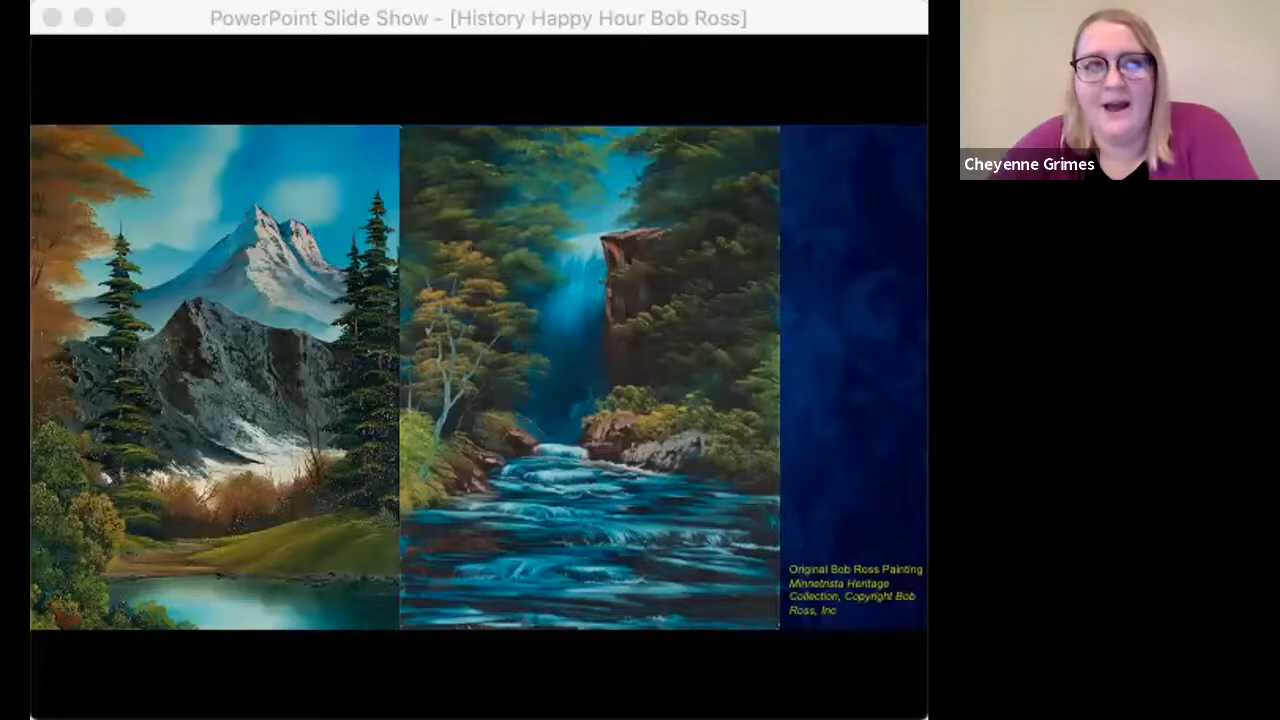 PowerPoint Slide Show - [History Happy Hour Bob Ross]
Cheyenne Grimes
Original Bob Ross Painting
Minnetrista Heritage
Collection, Copyright Bob
Ross, Inc